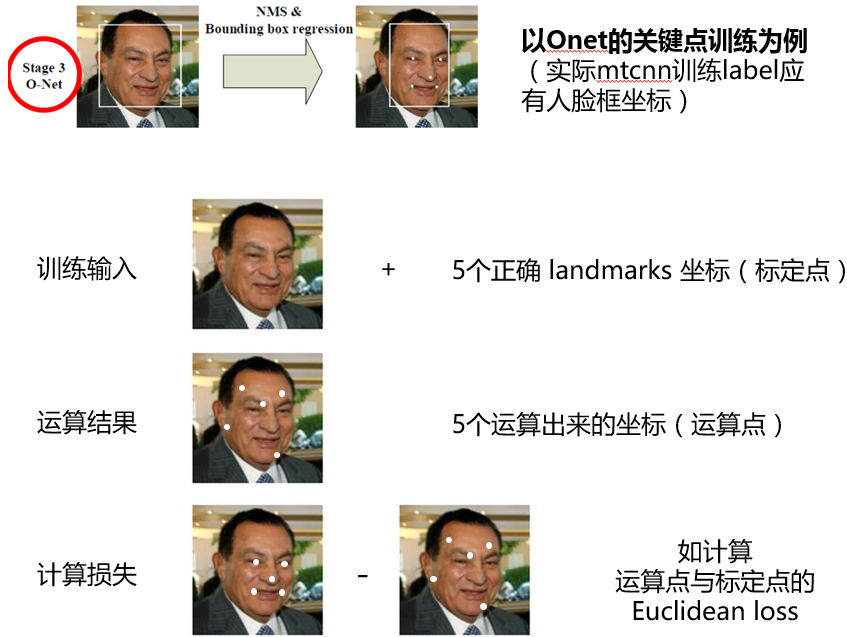 Stage 3
O-Net
NMS &
Bounding box regression
以Onet的关键点训练为例
（实际mtcnn训练label应
有人脸框坐标）
训练输入
+
5个正确 landmarks 坐标（标定点）
运算结果
5个运算出来的坐标（运算点）
计算损失
-
如计算
运算点与标定点的
Euclidean loss